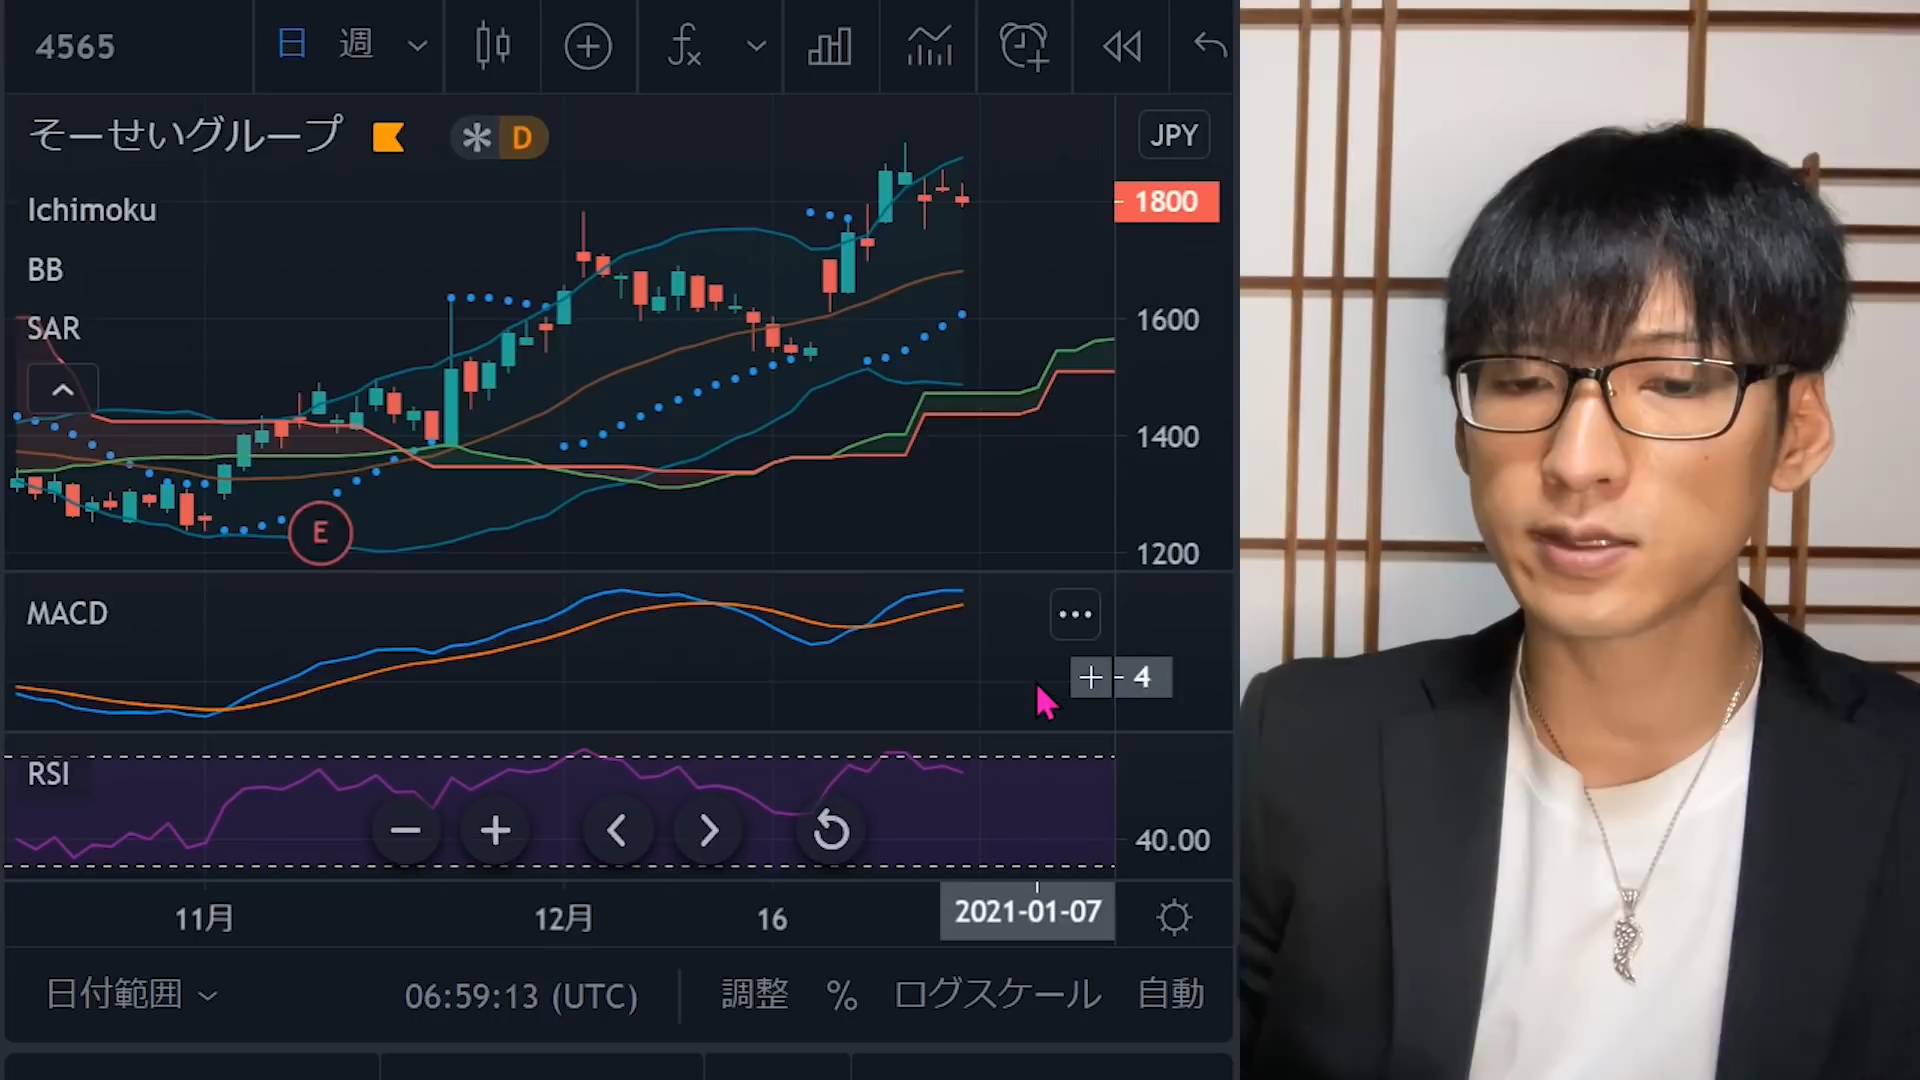 4565 日 週
そーせいグループ D JPY
Ichimoku
BB
SAR
1800
1600
1400
1200
E
MACD
4
RSI
40.00
11月 12月 16 2021-01-07
日付範囲 06:59:13 (UTC) 調整 % ログスケール 自動